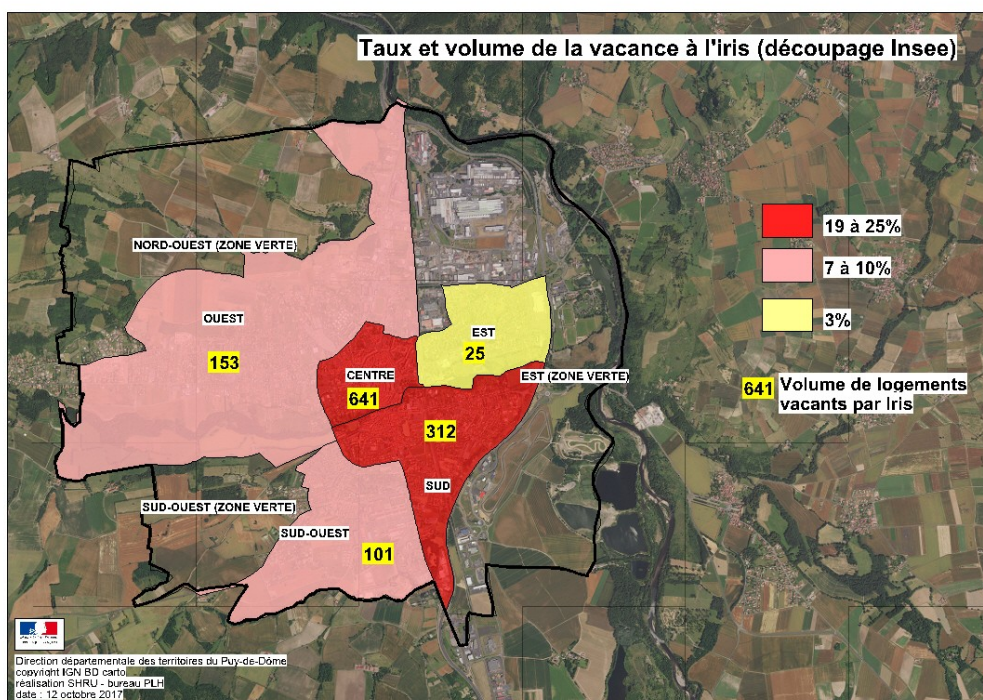 Taux et volume de la vacance à l'iris (découpage Insee)
19 à 25%
NORD-OUEST (ZONE VERTE)
7 à 10%
OUEST
3%
EST
153
25
CENTRE
EST (ZONE VERTE)
641
641 Volume de logements
vacants par Iris
312
SUD
SUD-OUEST (ZONE VERTE)
SUD-OUEST
101
Direction départementale des territoires du Puy-de-Dôme
copyright IGN BD carto
réalisation SHRU - bureau PLH
date : 12 octobre 2017